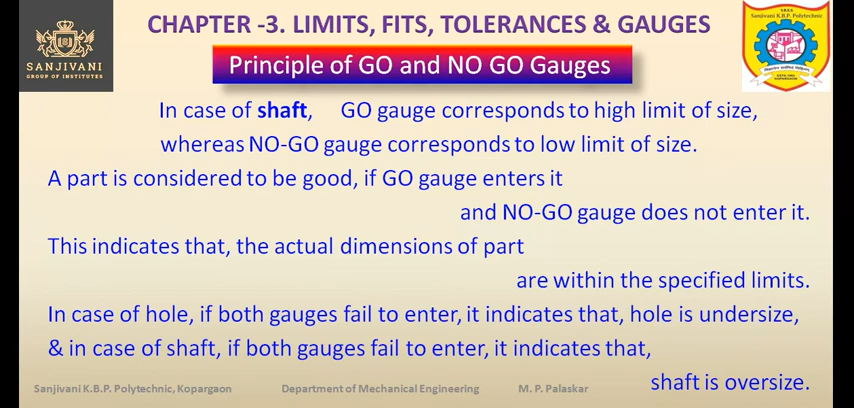 CHAPTER -3. LIMITS, FITS, TOLERANCES & GAUGES
SANJIVANI
GROUP OF INSTITUTES
S.R.E.S
Sanjivani K.B.P. Polytechnic
Principle of GO and NO GO Gauges
In case of shaft, GO gauge corresponds to high limit of size,
whereas NO-GO gauge corresponds to low limit of size.
A part is considered to be good, if GO gauge enters it
and NO-GO gauge does not enter it.
This indicates that, the actual dimensions of part
are within the specified limits.
In case of hole, if both gauges fail to enter, it indicates that, hole is undersize,
& in case of shaft, if both gauges fail to enter, it indicates that,
shaft is oversize.
Sanjivani K.B.P. Polytechnic, Kopargaon Department of Mechanical Engineering M. P. Palaskar